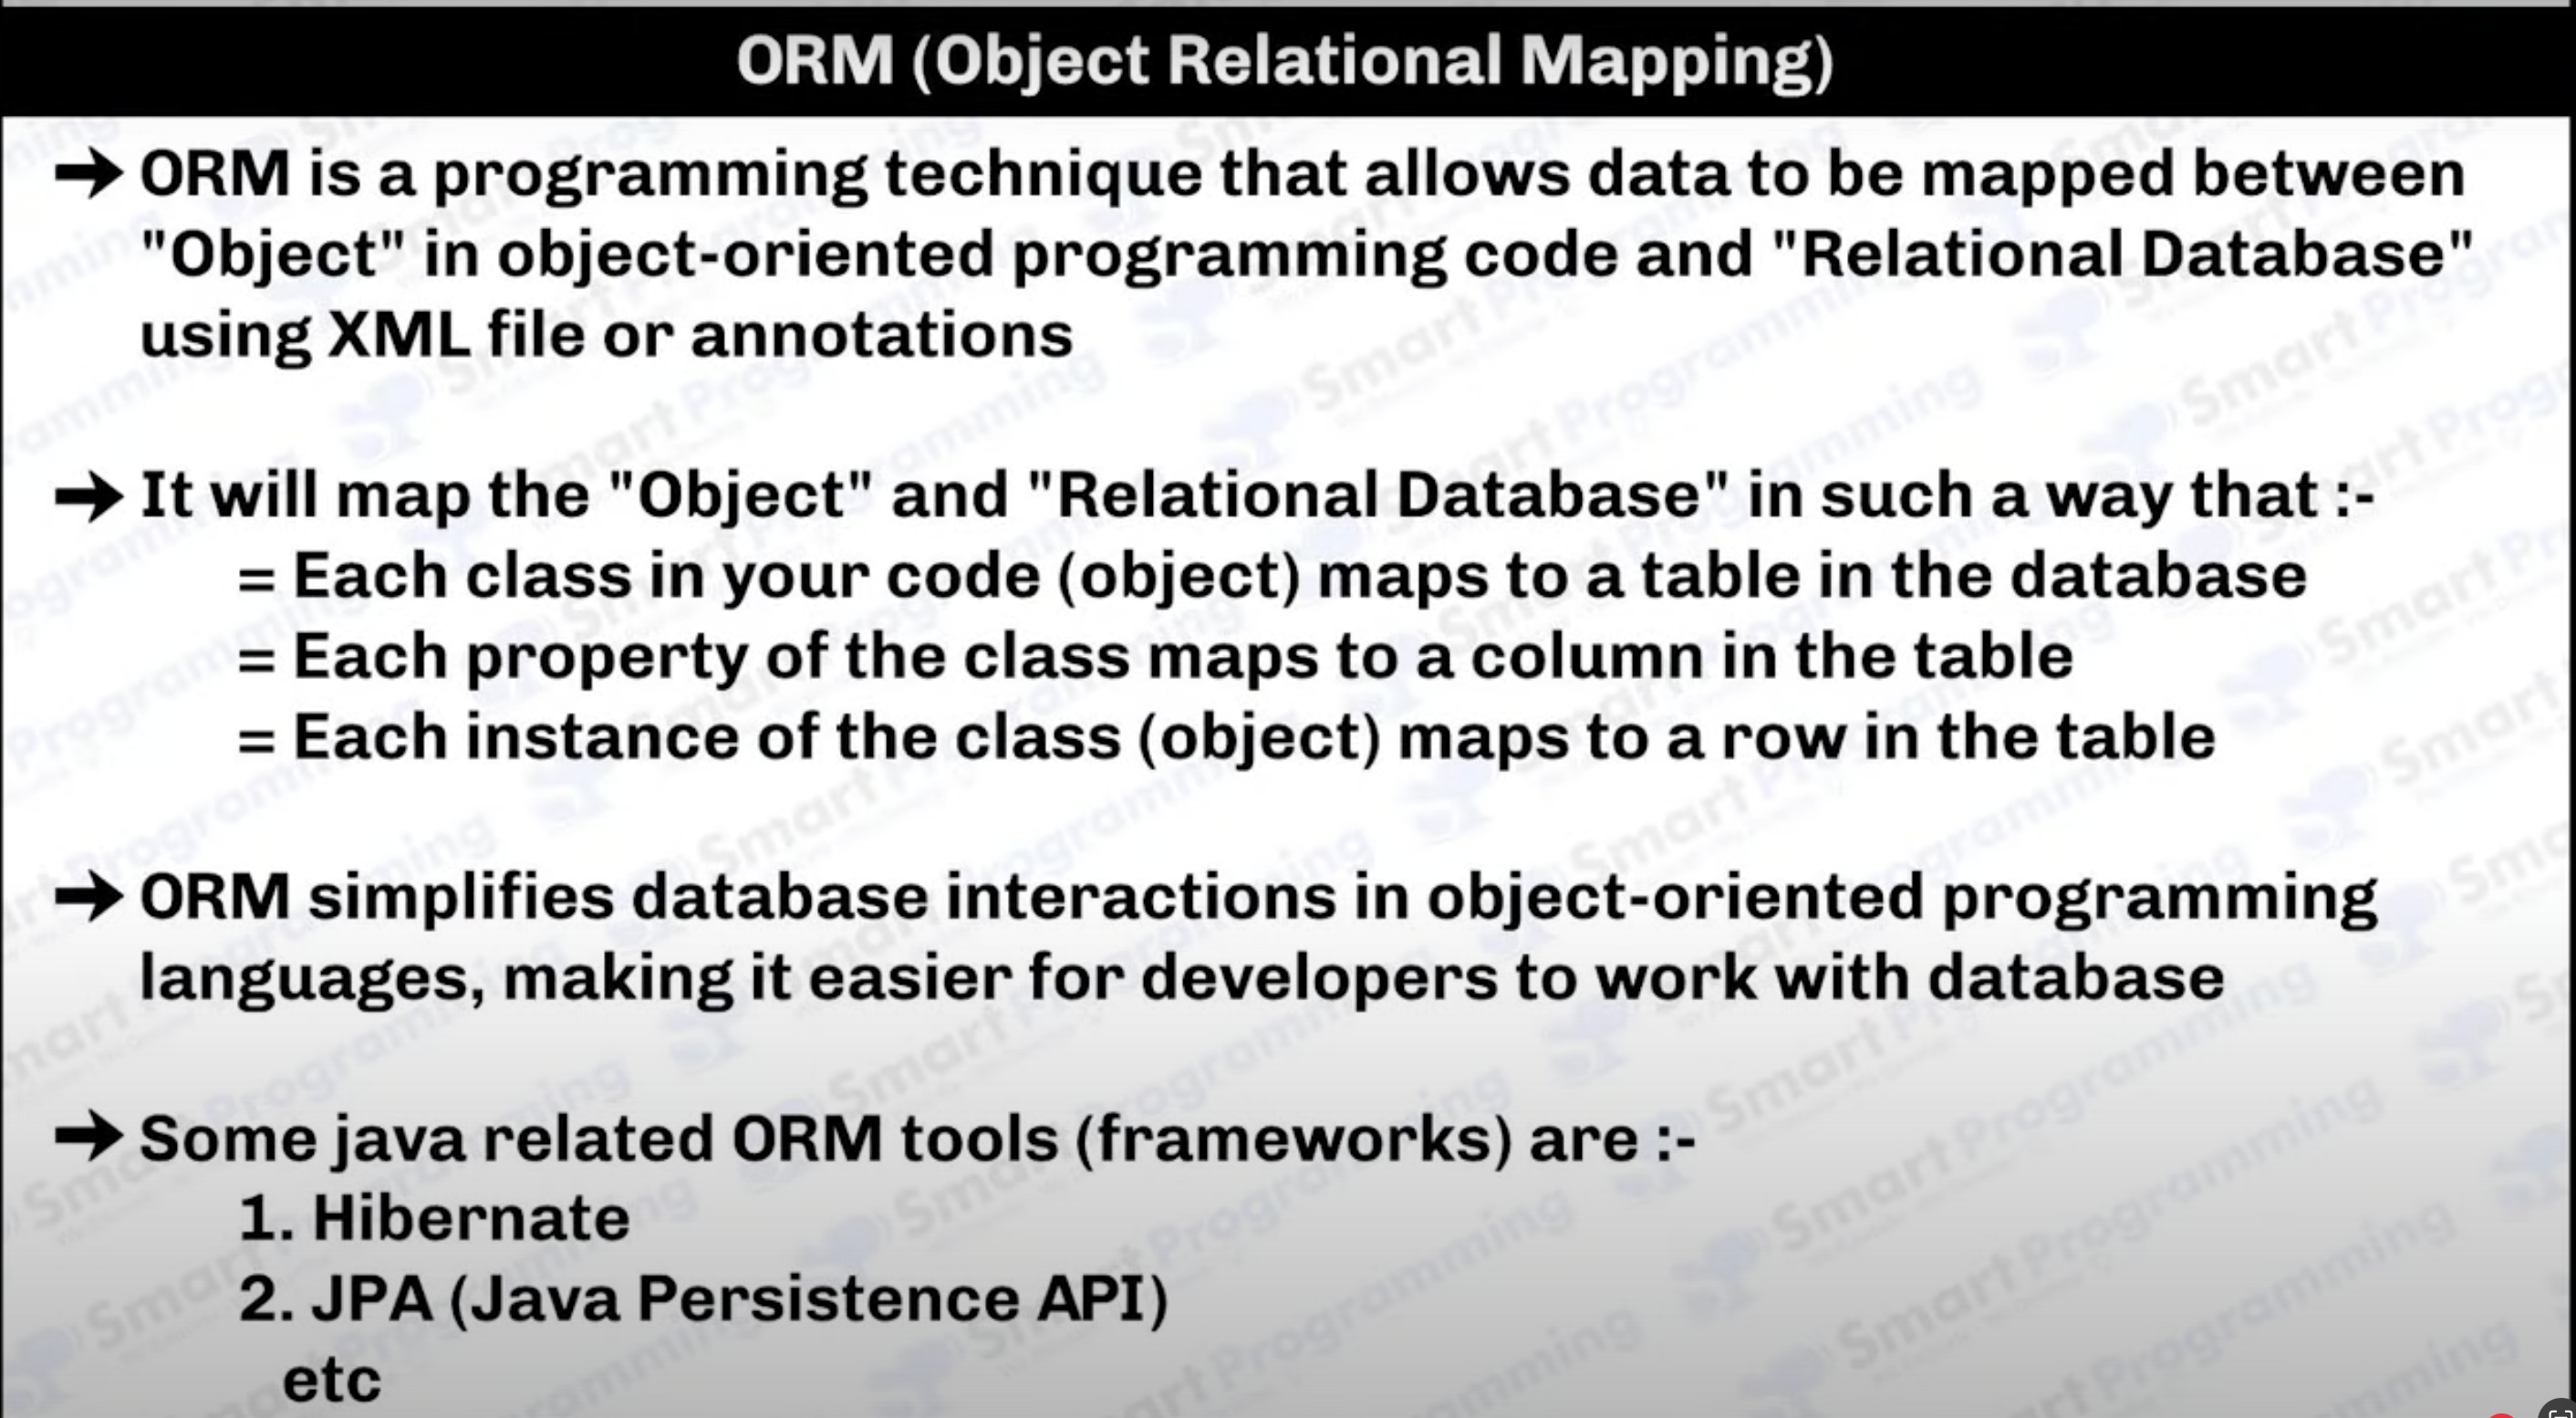 ORM (Object Relational Mapping)
➔ ORM is a programming technique that allows data to be mapped between
"Object" in object-oriented programming code and "Relational Database"
using XML file or annotations
➔ It will map the "Object" and "Relational Database" in such a way that :-
= Each class in your code (object) maps to a table in the database
= Each property of the class maps to a column in the table
= Each instance of the class (object) maps to a row in the table
➔ ORM simplifies database interactions in object-oriented programming
languages, making it easier for developers to work with database
➔ Some java related ORM tools (frameworks) are :-
1. Hibernate
2. JPA (Java Persistence API)
etc
Smart Programming